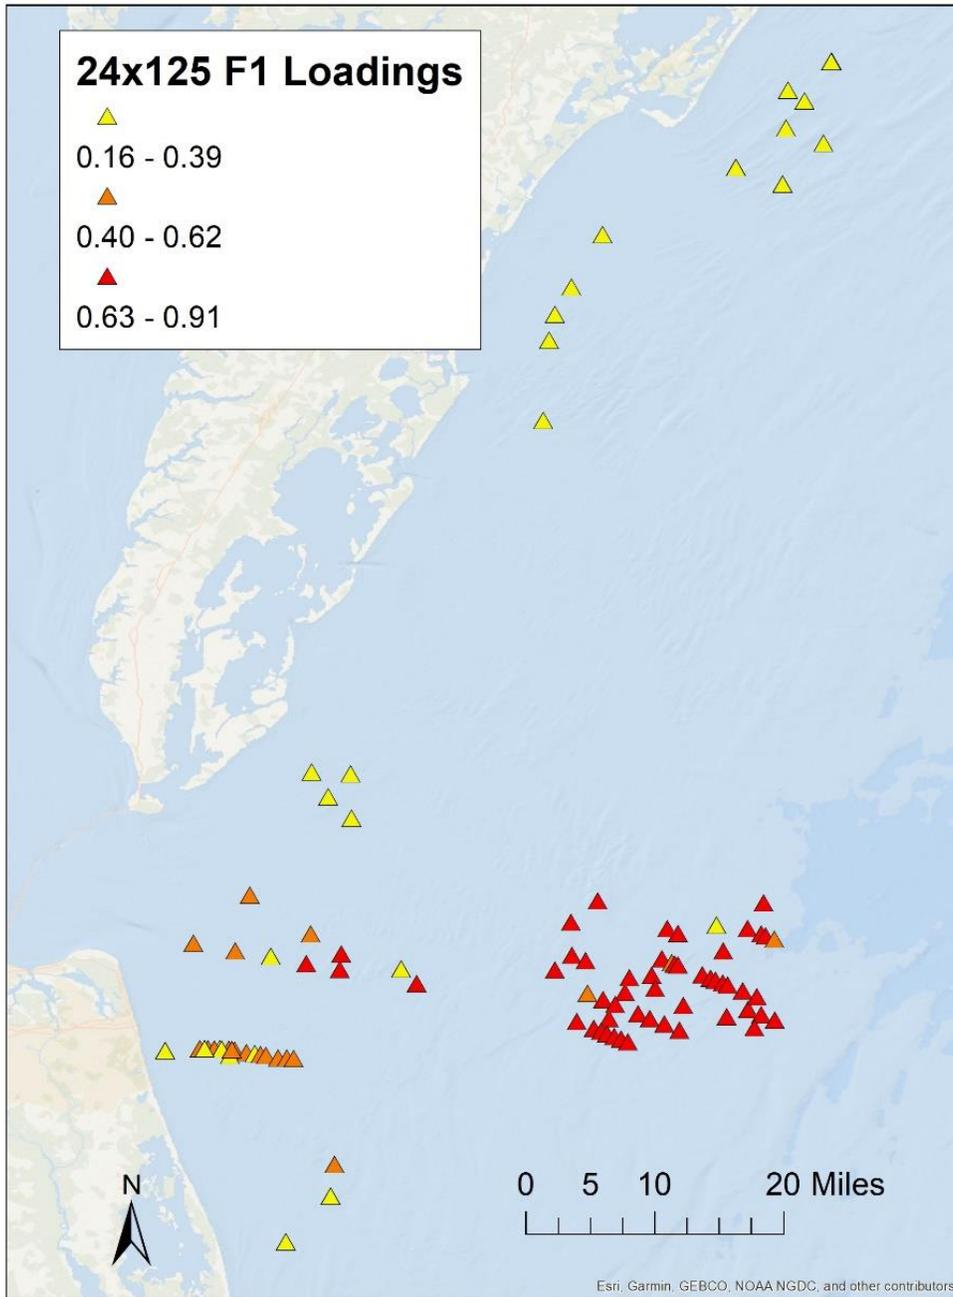 24x125 F1 Loadings
0.16 - 0.39
0.40 - 0.62
0.63 - 0.91
N
0 5 10 20 Miles
Esri, Garmin, GEBCO, NOAA NGDC, and other contributors